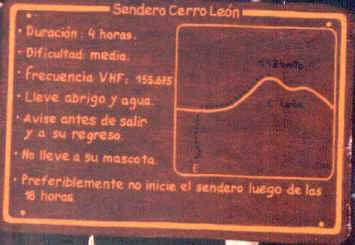 Sendero Cerro León
· Duración: 4 horas.
· Dificultad: media.
· Frecuencia VHF: 155.675
· Lleve abrigo y agua.
· Avise antes de salir
y a su regreso.
· No lleve a su mascota.
· Preferiblemente no inicie el sendero luego de las
18 horas
C León